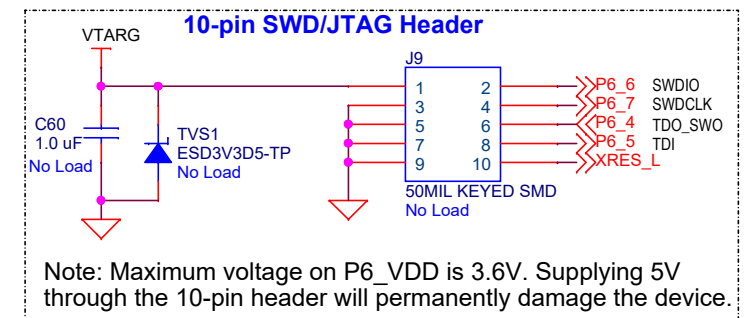 10-pin SWD/JTAG Header
VTARG
J9
1 2 P6_6 SWDIO
3 4 P6_7 SWDCLK
5 6 P6_4 TDO_SWO
7 8 P6_5 TDI
9 10 XRES_L
C60
1.0 uF
No Load
TVS1
ESD3V3D5-TP
No Load
50MIL KEYED SMD
No Load
Note: Maximum voltage on P6_VDD is 3.6V. Supplying 5V
through the 10-pin header will permanently damage the device.